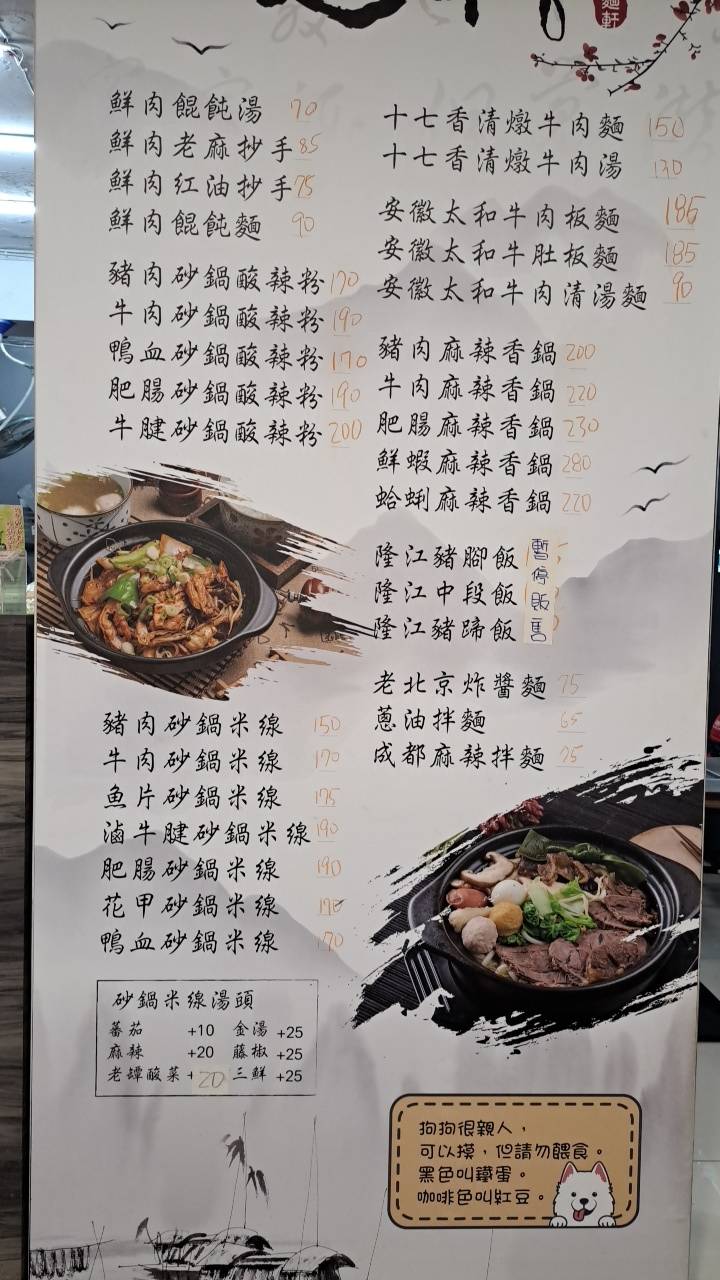 麵軒
鮮肉餛飩湯 70
鮮肉老麻抄手 85
鮮肉红油抄手 75
鮮肉餛飩麵 90
豬肉砂鍋酸辣粉 170
牛肉砂鍋酸辣粉 190
鴨血砂鍋酸辣粉 170
肥腸砂鍋酸辣粉 190
牛腱砂鍋酸辣粉 200
豬肉砂鍋米線 150
牛肉砂鍋米線 170
魚片砂鍋米線 175
滷牛腱砂鍋米線 190
肥腸砂鍋米線 190
花甲砂鍋米線 170
鴨血砂鍋米線 170
砂鍋米線湯頭
蕃茄 +10 金湯 +25
麻辣 +20 藤椒 +25
老罈酸菜 +20 三鮮 +25
十七香清燉牛肉麵 150
十七香清燉牛肉湯 130
安徽太和牛肉板麵 185
安徽太和牛肚板麵 185
安徽太和牛肉清湯麵 90
豬肉麻辣香鍋 200
牛肉麻辣香鍋 220
肥腸麻辣香鍋 230
鮮蝦麻辣香鍋 280
蛤蜊麻辣香鍋 220
隆江豬腳飯
隆江中段飯
隆江豬蹄飯
暫停販售
老北京炸醬麵 75
蔥油拌麵 65
成都麻辣拌麵 75
狗狗很親人，
可以摸，但請勿餵食。
黑色叫鐵蛋。
咖啡色叫紅豆。